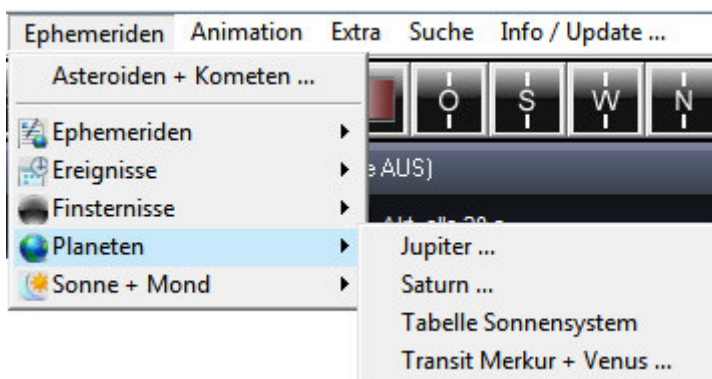 Ephemeriden Animation Extra Suche Info / Update ...
Asteroiden + Kometen ...
O S W N
Ephemeriden
Ereignisse
e AUS)
Finsternisse
Planeten
Jupiter ...
Sonne + Mond
Saturn ...
Tabelle Sonnensystem
Transit Merkur + Venus ...